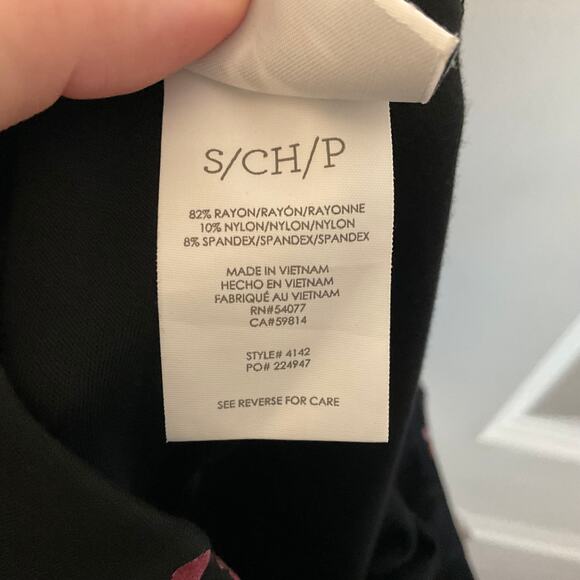 S/CH/P
82% RAYON/RAYÓN/RAYONNE
10% NYLON/NYLON/NYLON
8% SPANDEX/SPANDEX/SPANDEX
MADE IN VIETNAM
HECHO EN VIETNAM
FABRIQUÉ AU VIETNAM
RN#54077
CA#59814
STYLE# 4142
PO# 224947
SEE REVERSE FOR CARE